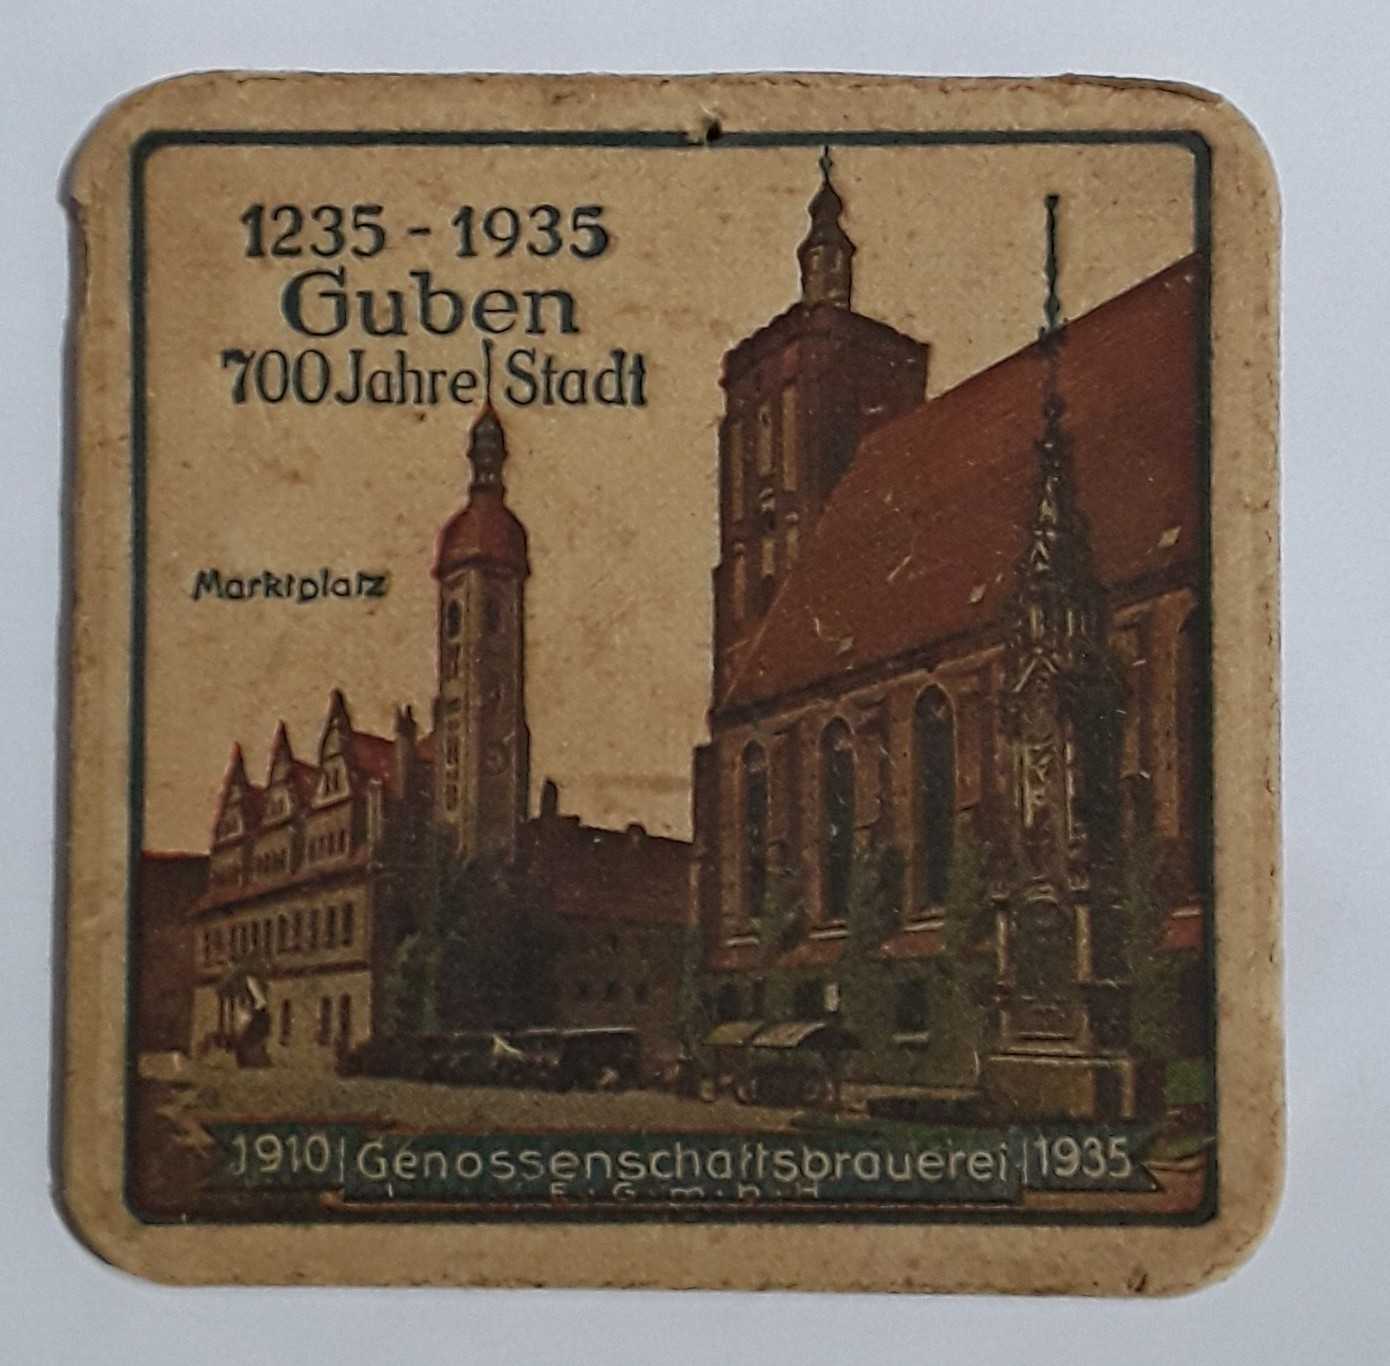 1235 - 1935
Guben
700 Jahre Stadt
Marktplatz
1910 Genossenschaftsbrauerei 1935
E. G. m. b. H